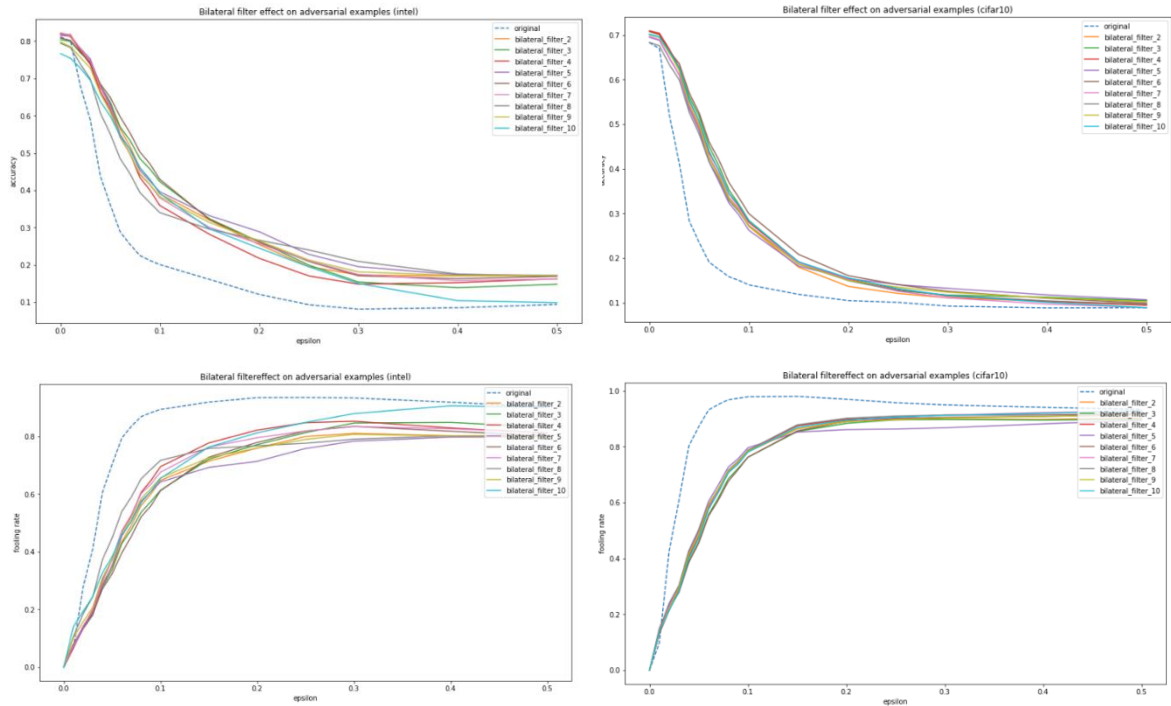 Bilateral filter effect on adversarial examples (intel)
accuracy
0.8
0.7
0.6
0.5
0.4
0.3
0.2
0.1
0.0 0.1 0.2 0.3 0.4 0.5
epsilon
original
bilateral_filter_2
bilateral_filter_3
bilateral_filter_4
bilateral_filter_5
bilateral_filter_6
bilateral_filter_7
bilateral_filter_8
bilateral_filter_9
bilateral_filter_10
Bilateral filter effect on adversarial examples (cifar10)
accuracy
0.7
0.6
0.5
0.4
0.3
0.2
0.1
0.0 0.1 0.2 0.3 0.4 0.5
epsilon
original
bilateral_filter_2
bilateral_filter_3
bilateral_filter_4
bilateral_filter_5
bilateral_filter_6
bilateral_filter_7
bilateral_filter_8
bilateral_filter_9
bilateral_filter_10
Bilateral filtereffect on adversarial examples (intel)
fooling rate
0.8
0.6
0.4
0.2
0.0
0.0 0.1 0.2 0.3 0.4 0.5
epsilon
original
bilateral_filter_2
bilateral_filter_3
bilateral_filter_4
bilateral_filter_5
bilateral_filter_6
bilateral_filter_7
bilateral_filter_8
bilateral_filter_9
bilateral_filter_10
Bilateral filtereffect on adversarial examples (cifar10)
fooling rate
1.0
0.8
0.6
0.4
0.2
0.0
0.0 0.1 0.2 0.3 0.4 0.5
epsilon
original
bilateral_filter_2
bilateral_filter_3
bilateral_filter_4
bilateral_filter_5
bilateral_filter_6
bilateral_filter_7
bilateral_filter_8
bilateral_filter_9
bilateral_filter_10